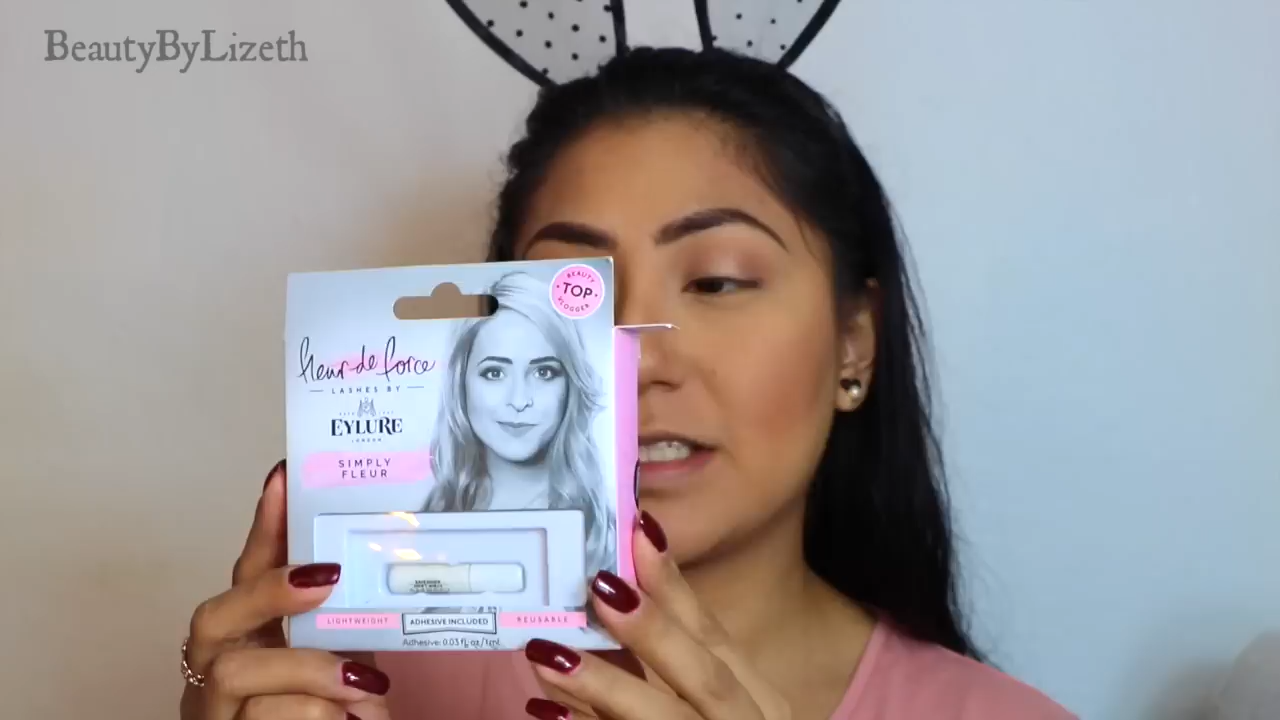 BeautyByLizeth
BEAUTY
TOP
VLOGGER
fleur de force
LASHES BY
EYLURE
LONDON
SIMPLY
FLEUR
LIGHTWEIGHT
ADHESIVE INCLUDED
REUSABLE
Adhesive: 0.03 fl. oz / 1ml